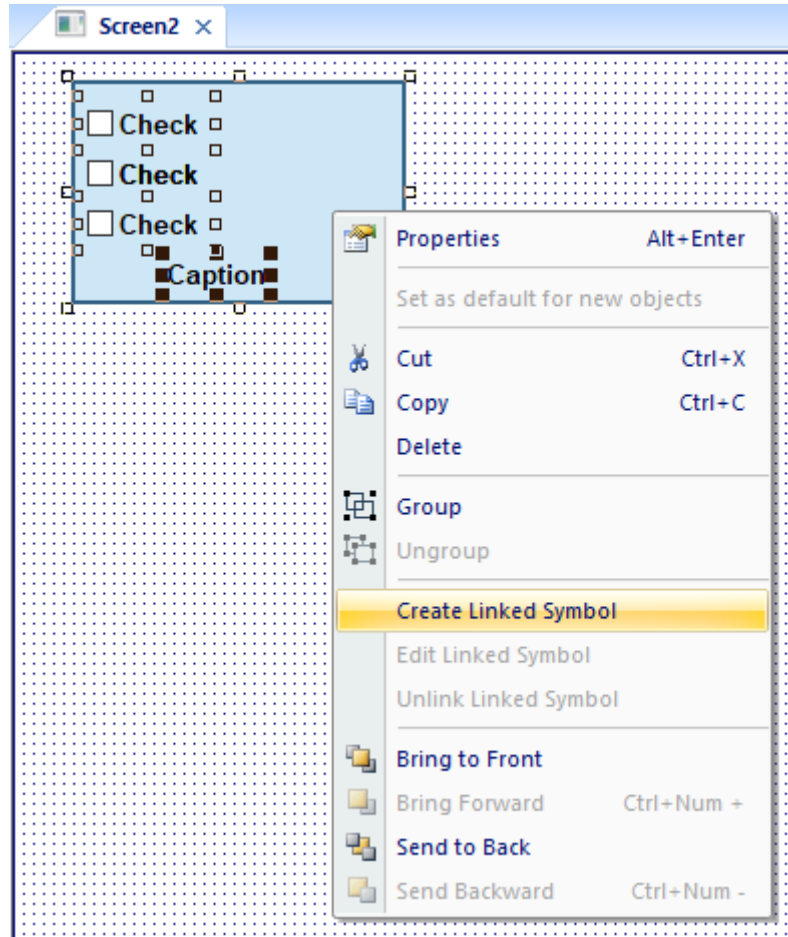 Screen2
Check
Check
Check
Caption
Properties Alt+Enter
Set as default for new objects
Cut Ctrl+X
Copy Ctrl+C
Delete
Group
Ungroup
Create Linked Symbol
Edit Linked Symbol
Unlink Linked Symbol
Bring to Front
Bring Forward Ctrl+Num +
Send to Back
Send Backward Ctrl+Num -